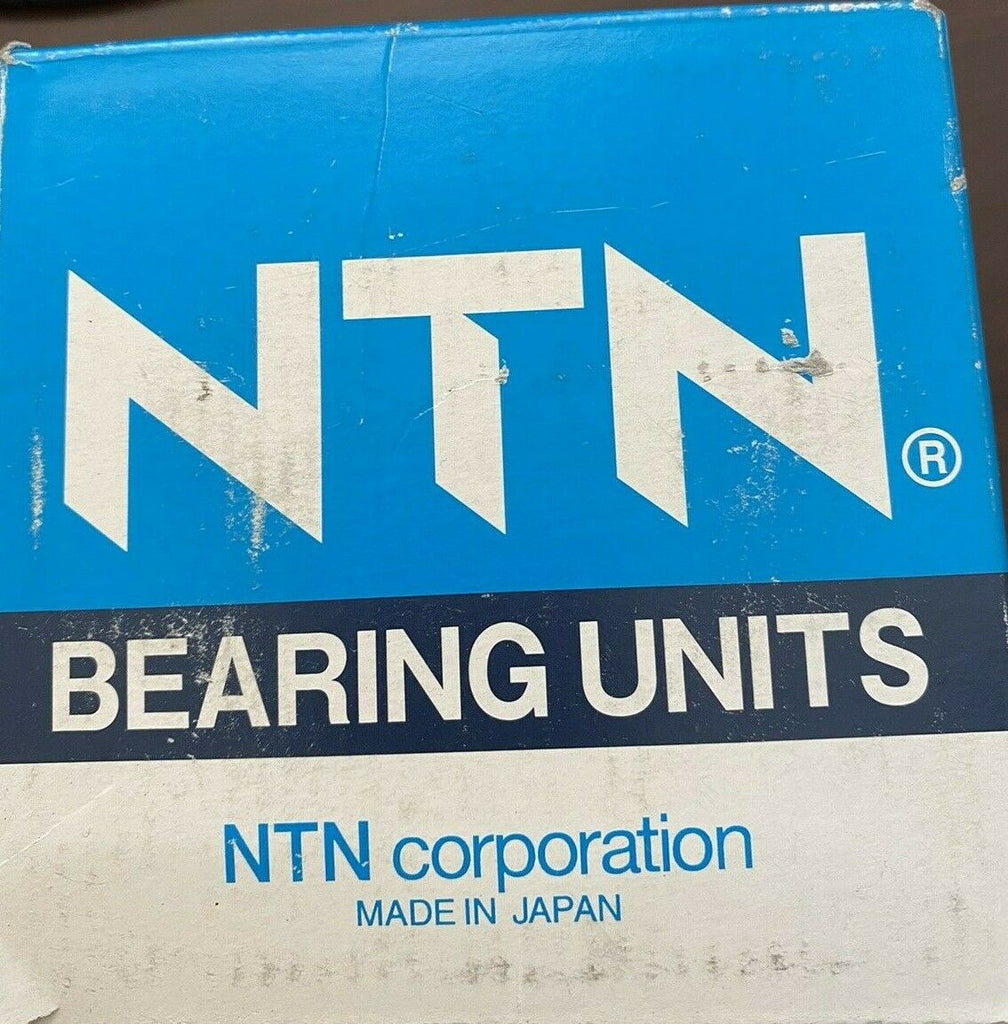 NTN®
BEARING UNITS
NTN corporation
MADE IN JAPAN